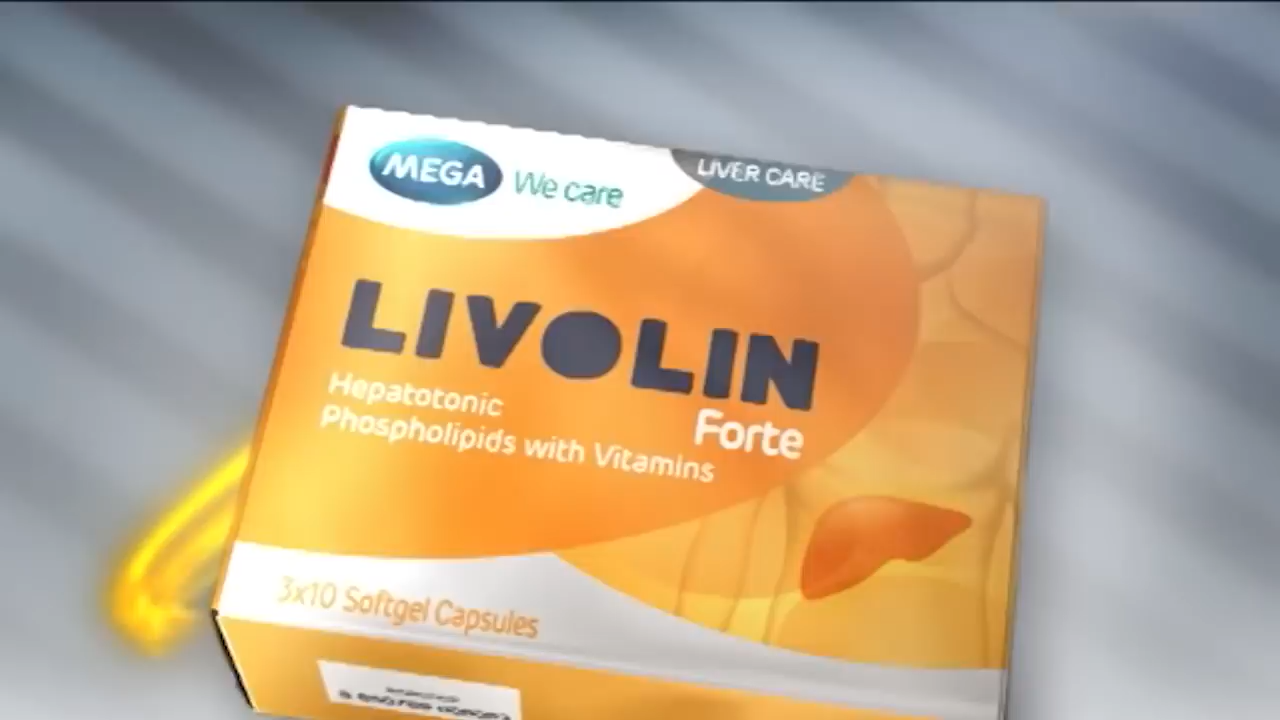 MEGA We care
LIVER CARE
LIVOLIN
Forte
Hepatotonic
Phospholipids with Vitamins
3x10 Softgel Capsules